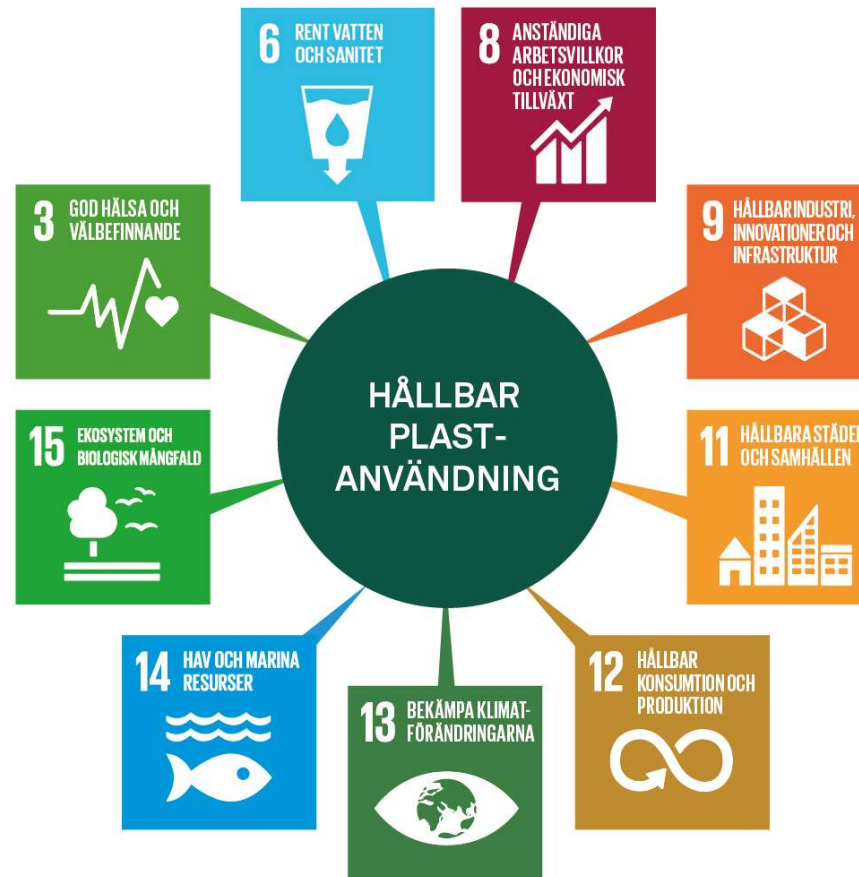 6 RENT VATTEN
OCH SANITET
8 ANSTÄNDIGA
ARBETSVILLKOR
OCH EKONOMISK
TILLVÄXT
3 GOD HÄLSA OCH
VÄLBEFINNANDE
9 HÅLLBAR INDUSTRI,
INNOVATIONER OCH
INFRASTRUKTUR
HÅLLBAR
PLAST-
ANVÄNDNING
15 EKOSYSTEM OCH
BIOLOGISK MÅNGFALD
11 HÅLLBARA STÄDER
OCH SAMHÄLLEN
14 HAV OCH MARINA
RESURSER
13 BEKÄMPA KLIMAT-
FÖRÄNDRINGARNA
12 HÅLLBAR
KONSUMTION OCH
PRODUKTION